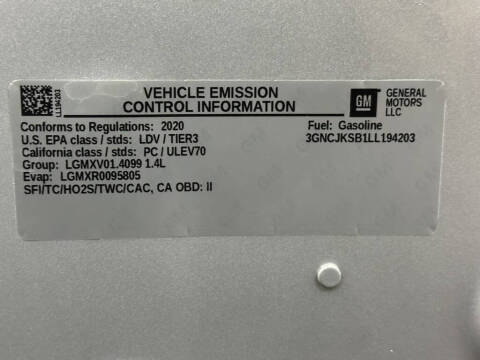 LL194203
VEHICLE EMISSION
CONTROL INFORMATION
GM
GENERAL
MOTORS
LLC
Conforms to Regulations: 2020
Fuel: Gasoline
U.S. EPA class / stds: LDV / TIER3
3GNCJKSB1LL194203
California class / stds: PC / ULEV70
Group: LGMXV01.4099 1.4L
Evap: LGMXR0095805
SFI/TC/HO2S/TWC/CAC, CA OBD: II